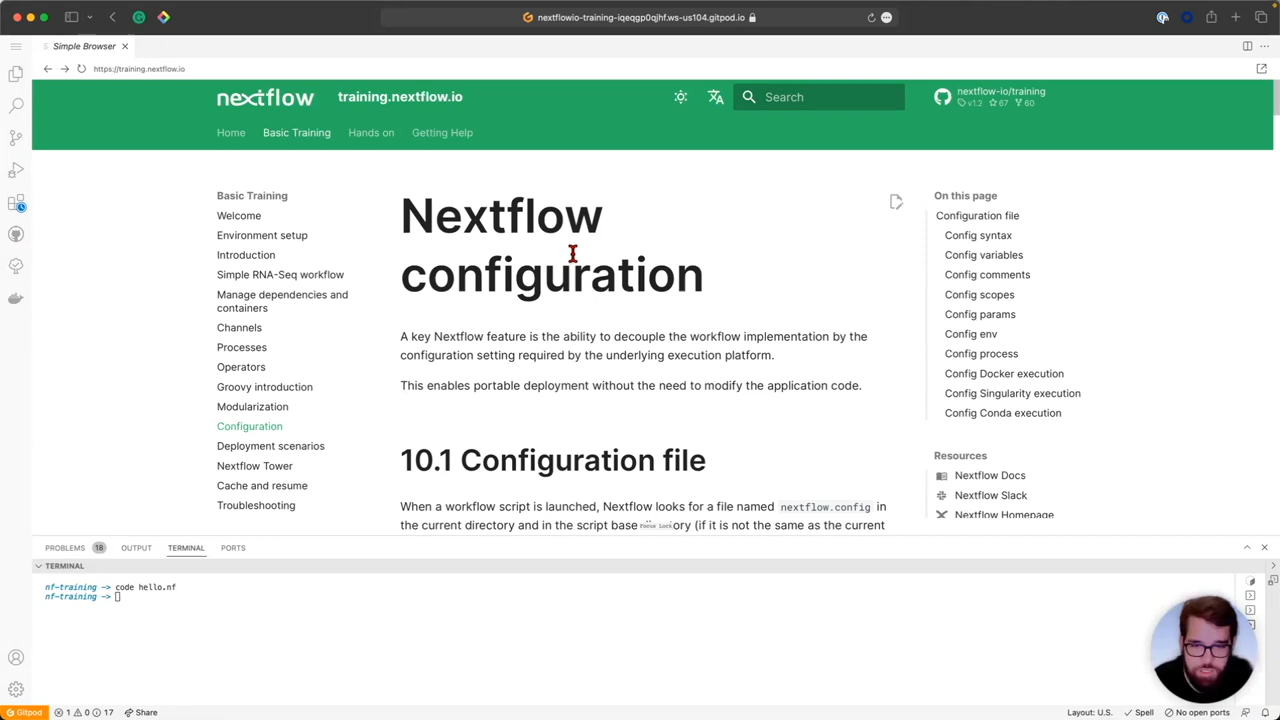 nextflowio-training-iqeqgp0qjhf.ws-us104.gitpod.io
Simple Browser
https://training.nextflow.io
nextflow
training.nextflow.io
Search
nextflow-io/training
v1.2 67 60
Home
Basic Training
Hands on
Getting Help
Basic Training
Welcome
Environment setup
Introduction
Simple RNA-Seq workflow
Manage dependencies and
containers
Channels
Processes
Operators
Groovy introduction
Modularization
Configuration
Deployment scenarios
Nextflow Tower
Cache and resume
Troubleshooting
Nextflow
configuration
A key Nextflow feature is the ability to decouple the workflow implementation by the
configuration setting required by the underlying execution platform.
This enables portable deployment without the need to modify the application code.
10.1 Configuration file
When a workflow script is launched, Nextflow looks for a file named nextflow.config in
the current directory and in the script base ory (if it is not the same as the current
Focus Lock
On this page
Configuration file
Config syntax
Config variables
Config comments
Config scopes
Config params
Config env
Config process
Config Docker execution
Config Singularity execution
Config Conda execution
Resources
Nextflow Docs
Nextflow Slack
Nextflow Homepage
PROBLEMS 18 OUTPUT TERMINAL PORTS
TERMINAL
nf-training -> code hello.nf
nf-training ->
Gitpod 1 0 17 Share
Layout: U.S. Spell No open ports